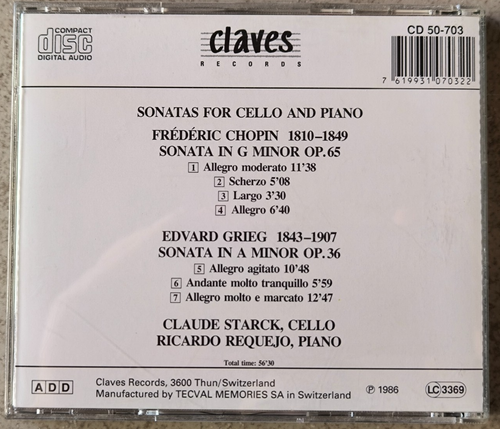 COMPACT
disc
DIGITAL AUDIO
claves
RECORDS
CD 50-703
7 619931 070322
SONATAS FOR CELLO AND PIANO
FRÉDÉRIC CHOPIN 1810–1849
SONATA IN G MINOR OP. 65
1 Allegro moderato 11'38
2 Scherzo 5'08
3 Largo 3'30
4 Allegro 6'40
EDVARD GRIEG 1843–1907
SONATA IN A MINOR OP. 36
5 Allegro agitato 10'48
6 Andante molto tranquillo 5'59
7 Allegro molto e marcato 12'47
CLAUDE STARCK, CELLO
RICARDO REQUEJO, PIANO
Total time: 56'30
ADD
Claves Records, 3600 Thun/Switzerland
Manufactured by TECVAL MEMORIES SA in Switzerland
℗ 1986
LC 3369